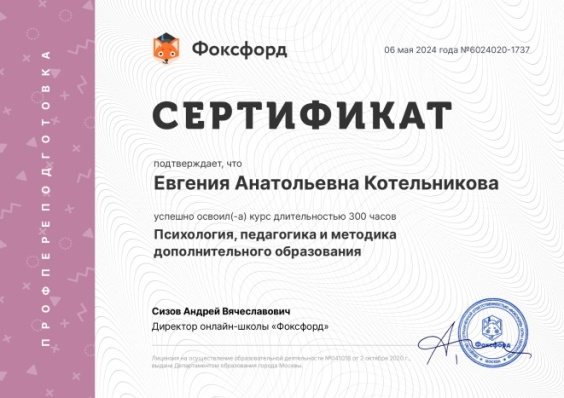 ПРОФПЕРЕПОДГОТОВКА
Фоксфорд
06 мая 2024 года №6024020-1737
СЕРТИФИКАТ
подтверждает, что
Евгения Анатольевна Котельникова
успешно освоил(-а) курс длительностью 300 часов
Психология, педагогика и методика
дополнительного образования
Сизов Андрей Вячеславович
Директор онлайн-школы «Фоксфорд»
Лицензия на осуществление образовательной деятельности от 2 октября 2020 г.,
выдана Департаментом образования города Москвы.
Фоксфорд